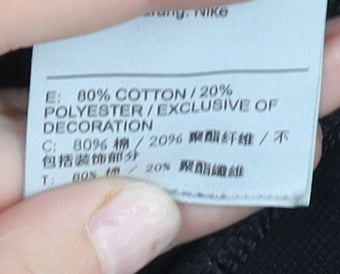 Nike
E: 80% COTTON / 20%
POLYESTER / EXCLUSIVE OF
DECORATION
C: 80% 棉 / 20% 聚酯纤维 / 不
包括装饰部分
T: 80% 棉 / 20% 聚酯纖維